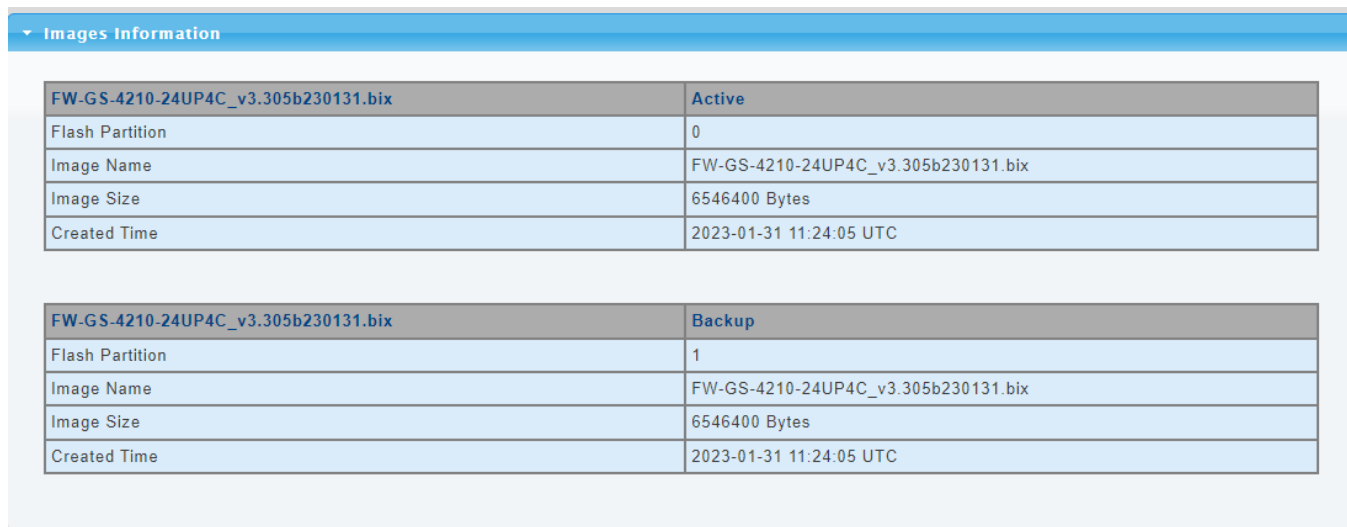 Images Information
FW-GS-4210-24UP4C_v3.305b230131.bix Active
Flash Partition 0
Image Name FW-GS-4210-24UP4C_v3.305b230131.bix
Image Size 6546400 Bytes
Created Time 2023-01-31 11:24:05 UTC
FW-GS-4210-24UP4C_v3.305b230131.bix Backup
Flash Partition 1
Image Name FW-GS-4210-24UP4C_v3.305b230131.bix
Image Size 6546400 Bytes
Created Time 2023-01-31 11:24:05 UTC